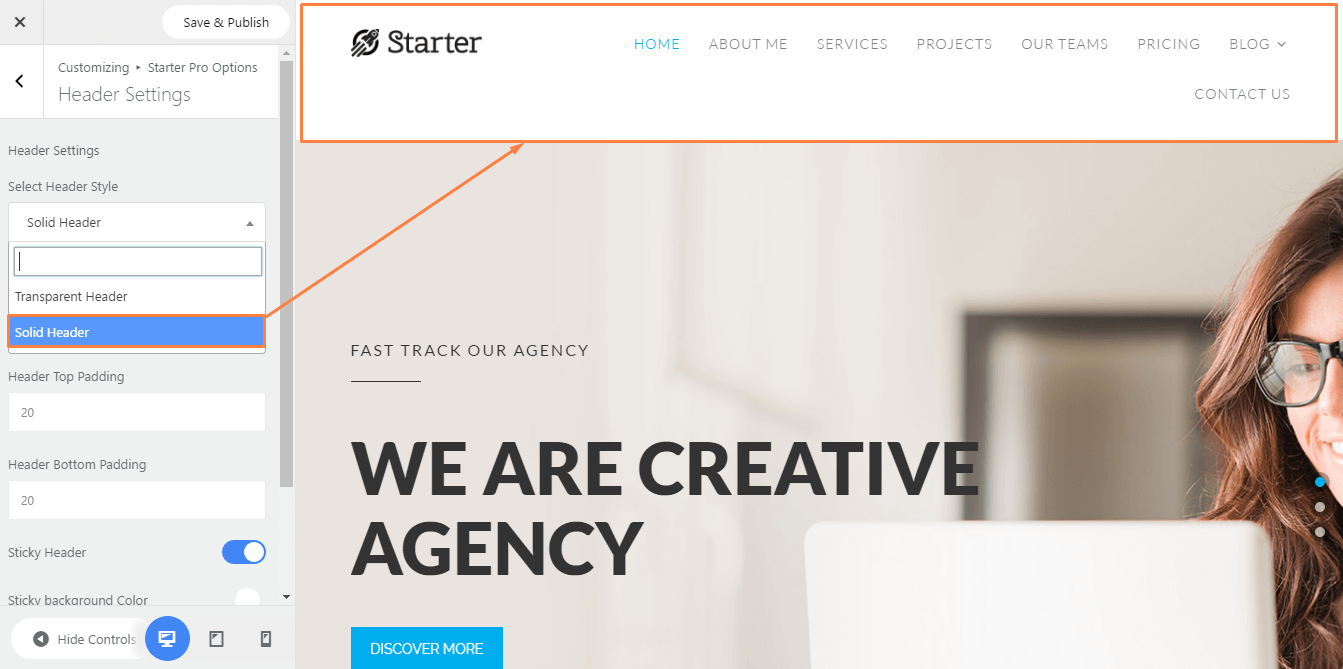 Save & Publish
Customizing ▸ Starter Pro Options
Header Settings
Header Settings
Select Header Style
Solid Header
Transparent Header
Solid Header
Header Top Padding
20
Header Bottom Padding
20
Sticky Header
Sticky background Color
Hide Controls
Starter
HOME ABOUT ME SERVICES PROJECTS OUR TEAMS PRICING BLOG
CONTACT US
FAST TRACK OUR AGENCY
WE ARE CREATIVE
AGENCY
DISCOVER MORE